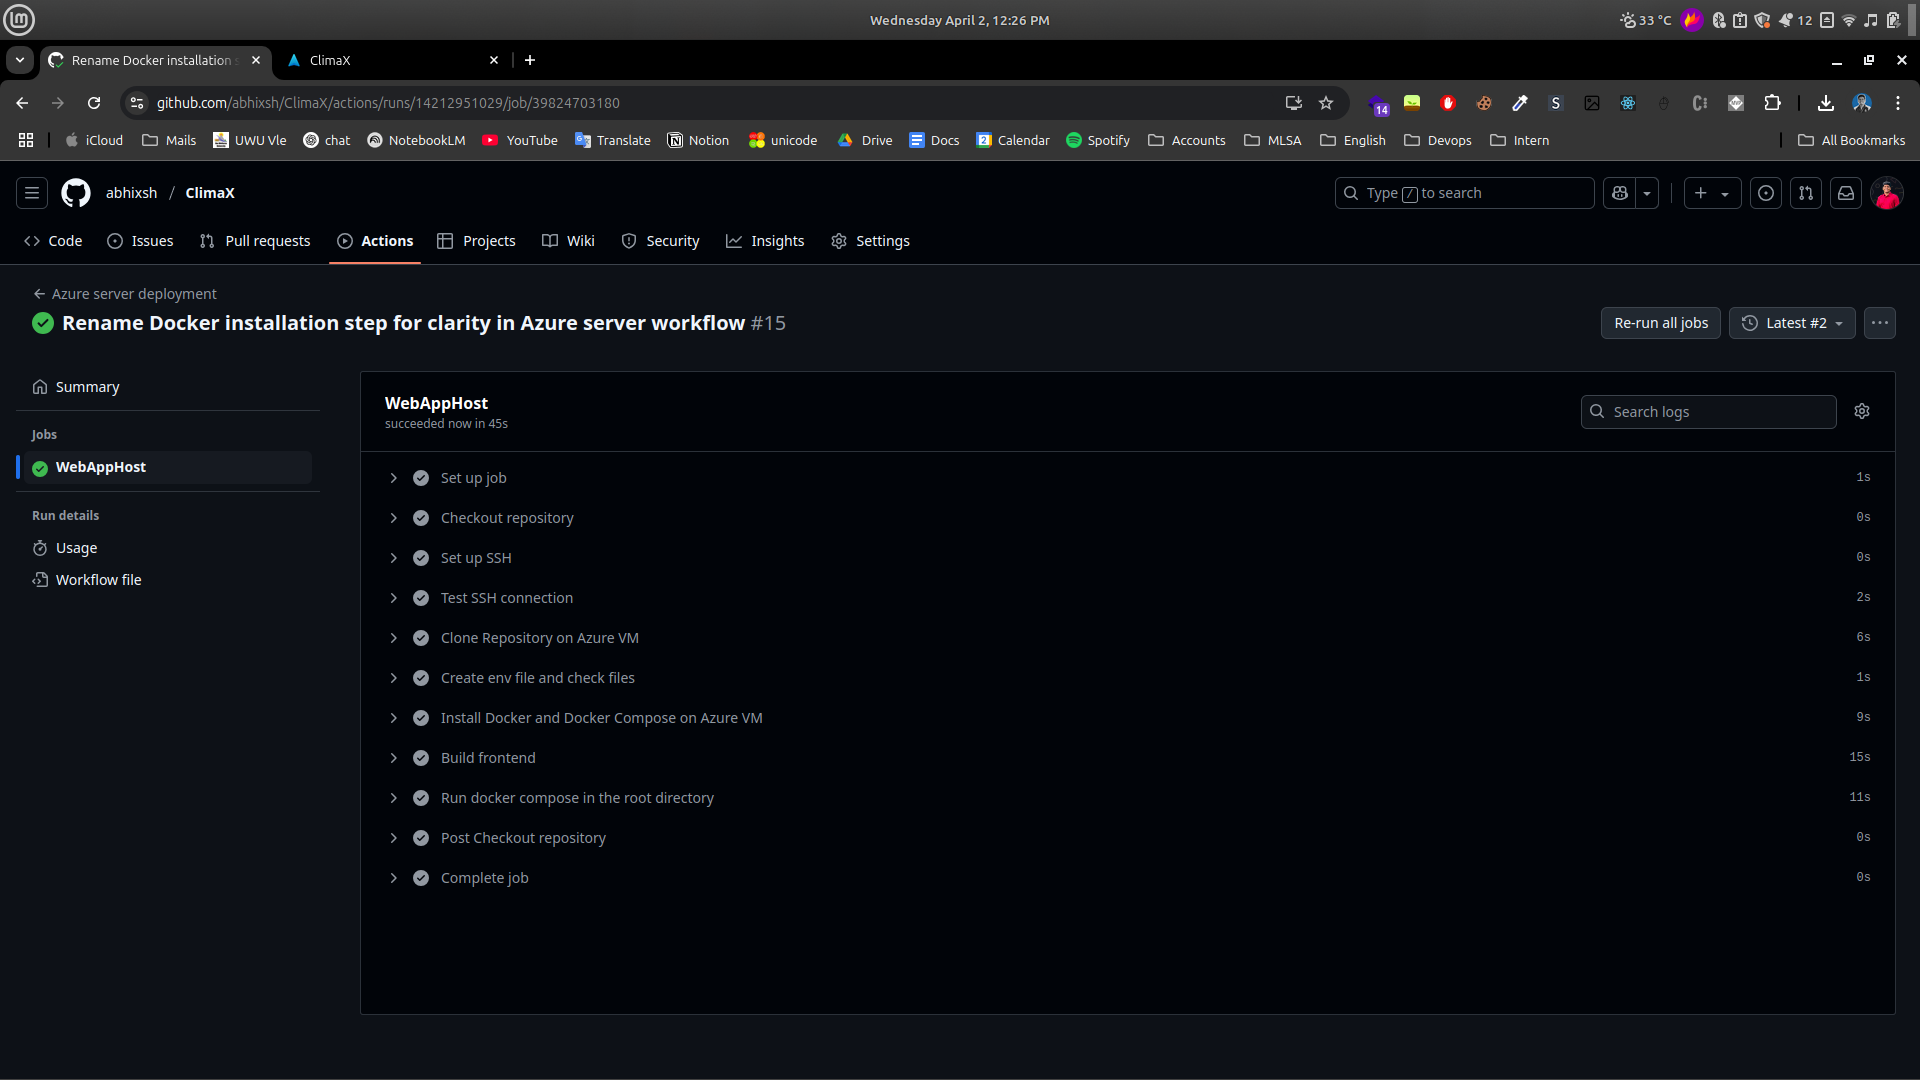 Wednesday April 2, 12:26 PM
33 °C
12
Rename Docker installation s
ClimaX
github.com/abhixsh/ClimaX/actions/runs/14212951029/job/39824703180
14
S
iCloud
Mails
UWU Vle
chat
NotebookLM
YouTube
Translate
Notion
unicode
Drive
Docs
Calendar
Spotify
Accounts
MLSA
English
Devops
Intern
All Bookmarks
abhixsh / ClimaX
Type / to search
Code
Issues
Pull requests
Actions
Projects
Wiki
Security
Insights
Settings
Azure server deployment
Rename Docker installation step for clarity in Azure server workflow #15
Re-run all jobs
Latest #2
Summary
Jobs
WebAppHost
Run details
Usage
Workflow file
WebAppHost
succeeded now in 45s
Search logs
Set up job 1s
Checkout repository 0s
Set up SSH 0s
Test SSH connection 2s
Clone Repository on Azure VM 6s
Create env file and check files 1s
Install Docker and Docker Compose on Azure VM 9s
Build frontend 15s
Run docker compose in the root directory 11s
Post Checkout repository 0s
Complete job 0s